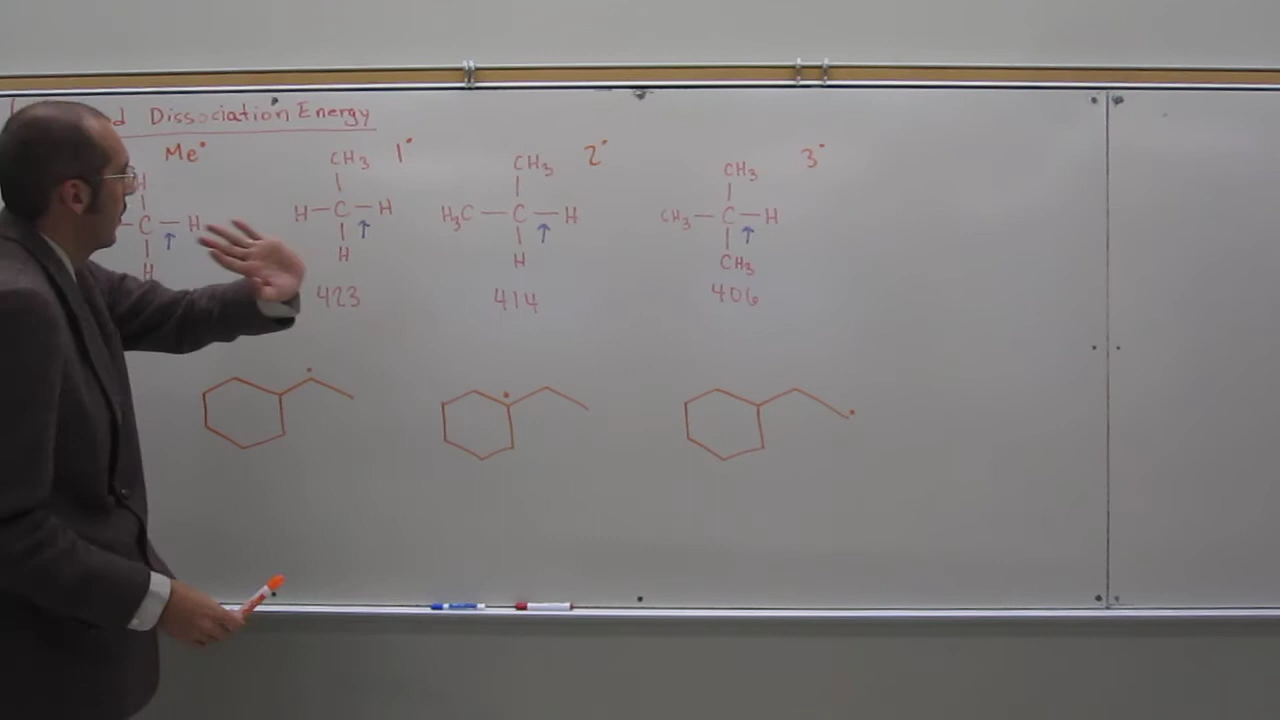 d Dissociation Energy
Me•
H
C — H
H
CH3 1°
H — C — H
H
423
CH3 2°
H3C — C — H
H
414
CH3 3°
CH3 — C — H
CH3
406